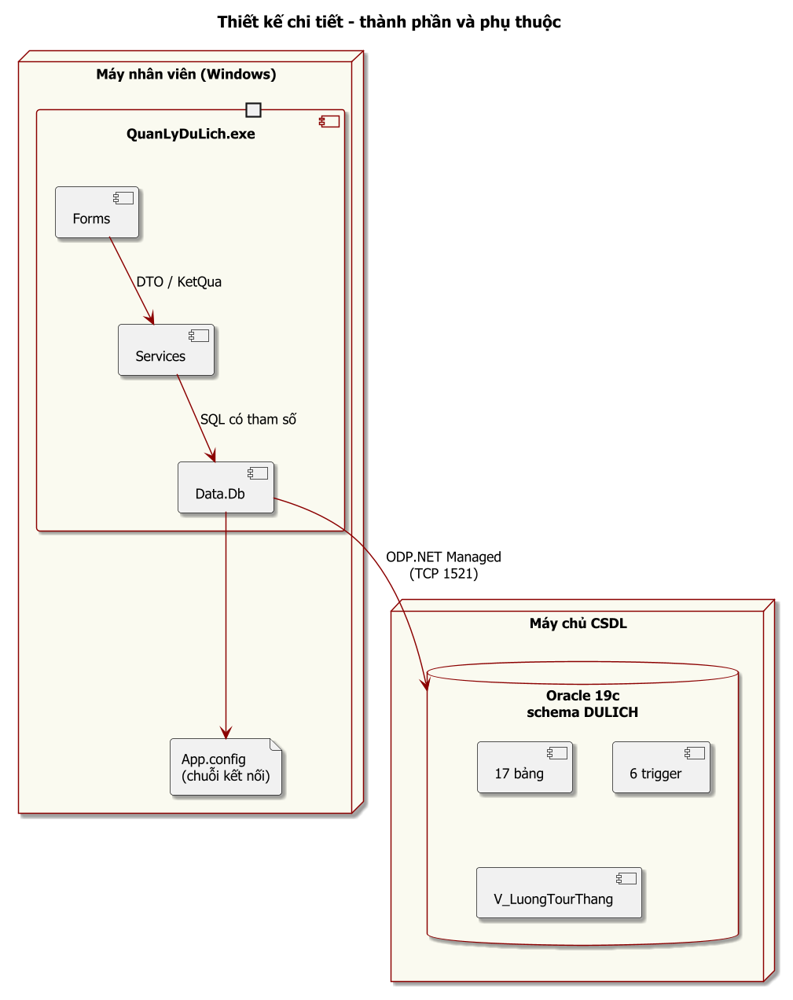 Thiết kế chi tiết - thành phần và phụ thuộc
Máy nhân viên (Windows)
QuanLyDuLich.exe
Forms
DTO / KetQua
Services
SQL có tham số
Data.Db
ODP.NET Managed
(TCP 1521)
Máy chủ CSDL
Oracle 19c
schema DULICH
17 bảng
6 trigger
App.config
(chuỗi kết nối)
V_LuongTourThang